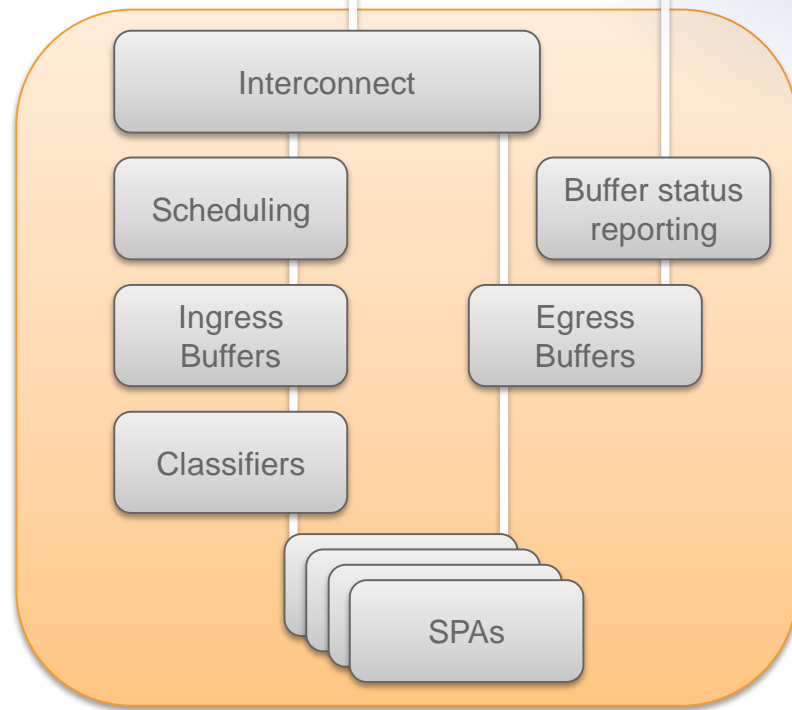 Interconnect
Scheduling
Buffer status
reporting
Ingress
Buffers
Egress
Buffers
Classifiers
SPAs